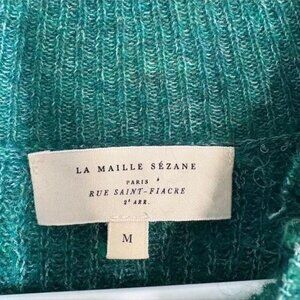 LA MAILLE SÉZANE
PARIS
RUE SAINT-FIACRE
2e ARR.
M